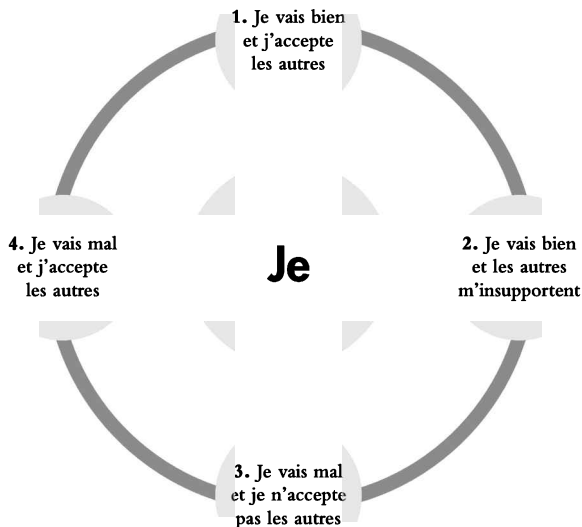 1. Je vais bien
et j'accepte
les autres
4. Je vais mal
et j'accepte
les autres
Je
2. Je vais bien
et les autres
m'insupportent
3. Je vais mal
et je n'accepte
pas les autres